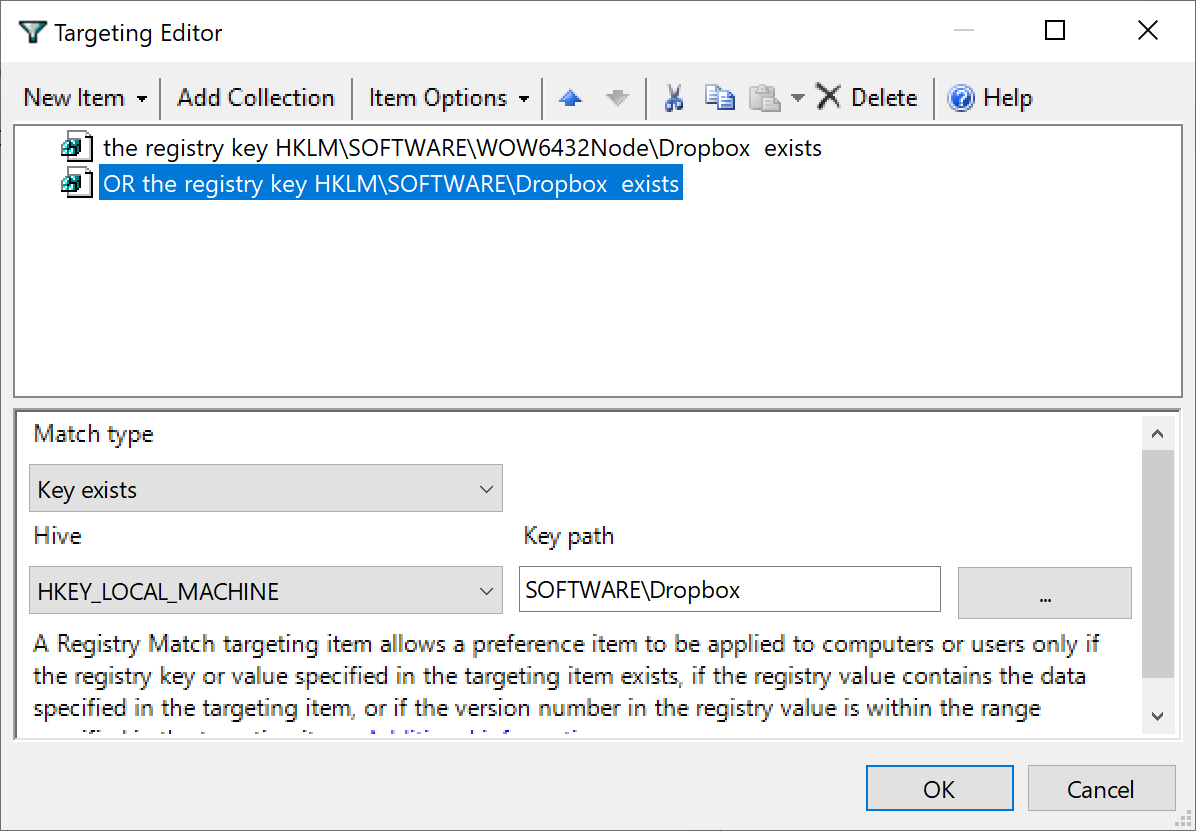 Targeting Editor
New Item Add Collection Item Options Delete Help
the registry key HKLM\SOFTWARE\WOW6432Node\Dropbox  exists
OR the registry key HKLM\SOFTWARE\Dropbox  exists
Match type
Key exists
Hive Key path
HKEY_LOCAL_MACHINE SOFTWARE\Dropbox ...
A Registry Match targeting item allows a preference item to be applied to computers or users only if
the registry key or value specified in the targeting item exists, if the registry value contains the data
specified in the targeting item, or if the version number in the registry value is within the range
OK Cancel